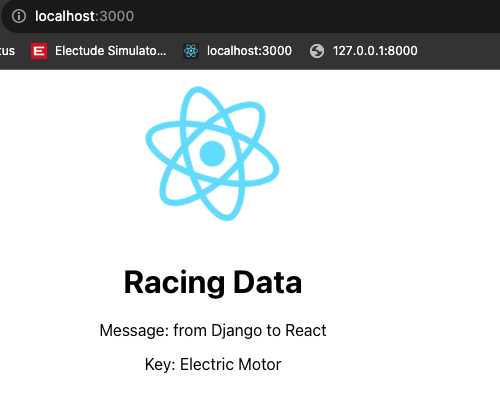 localhost:3000
tus
E Electude Simulato... localhost:3000 127.0.0.1:8000
Racing Data
Message: from Django to React
Key: Electric Motor